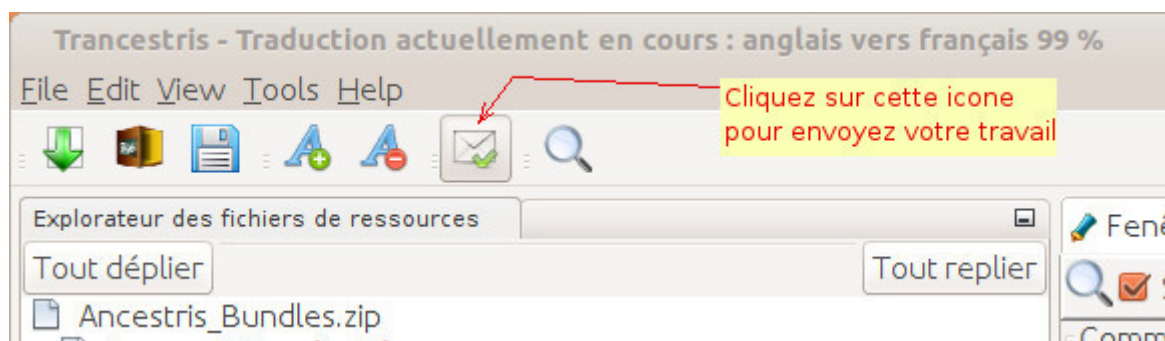 Trancestris - Traduction actuellement en cours : anglais vers français 99 %
File Edit View Tools Help
Cliquez sur cette icone
pour envoyez votre travail
Explorateur des fichiers de ressources
Tout déplier
Tout replier
Ancestris_Bundles.zip